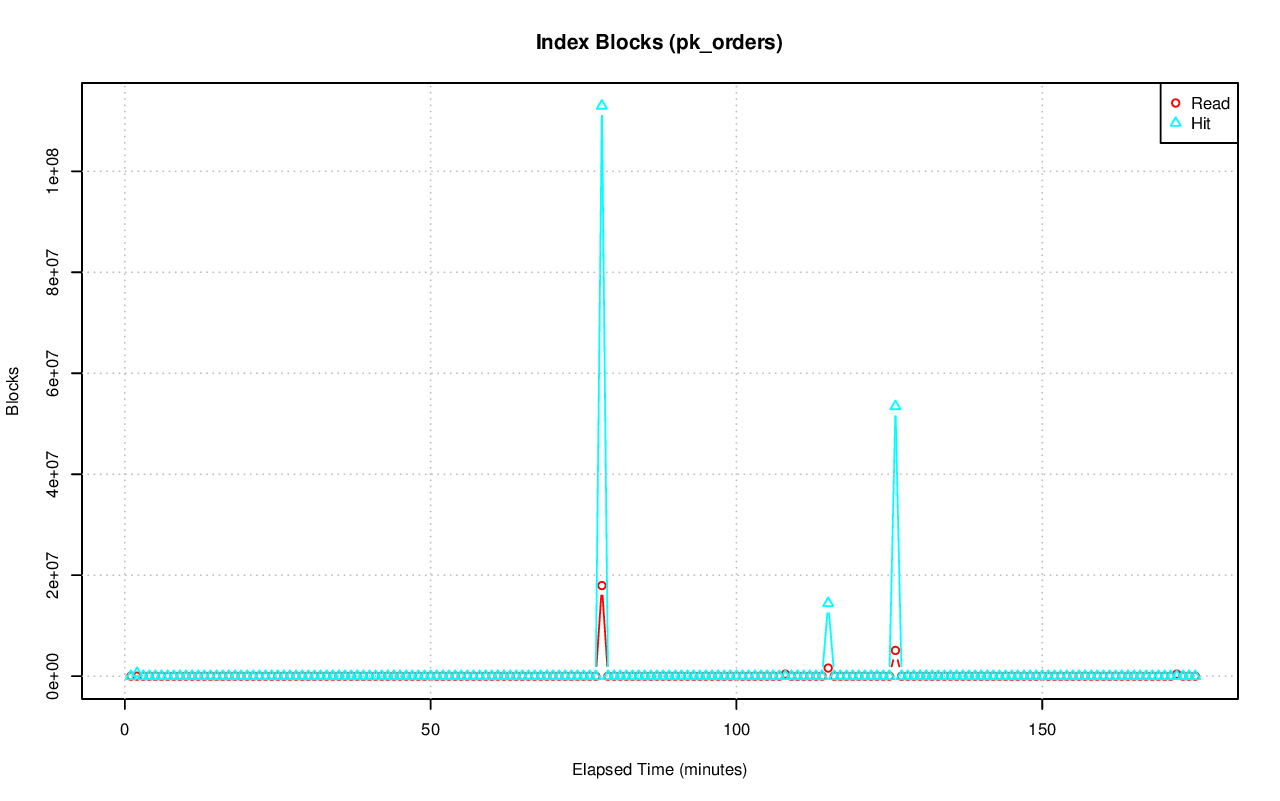 Index Blocks (pk_orders)
Read
Hit
Blocks
1e+08
8e+07
6e+07
4e+07
2e+07
0e+00
0 50 100 150
Elapsed Time (minutes)